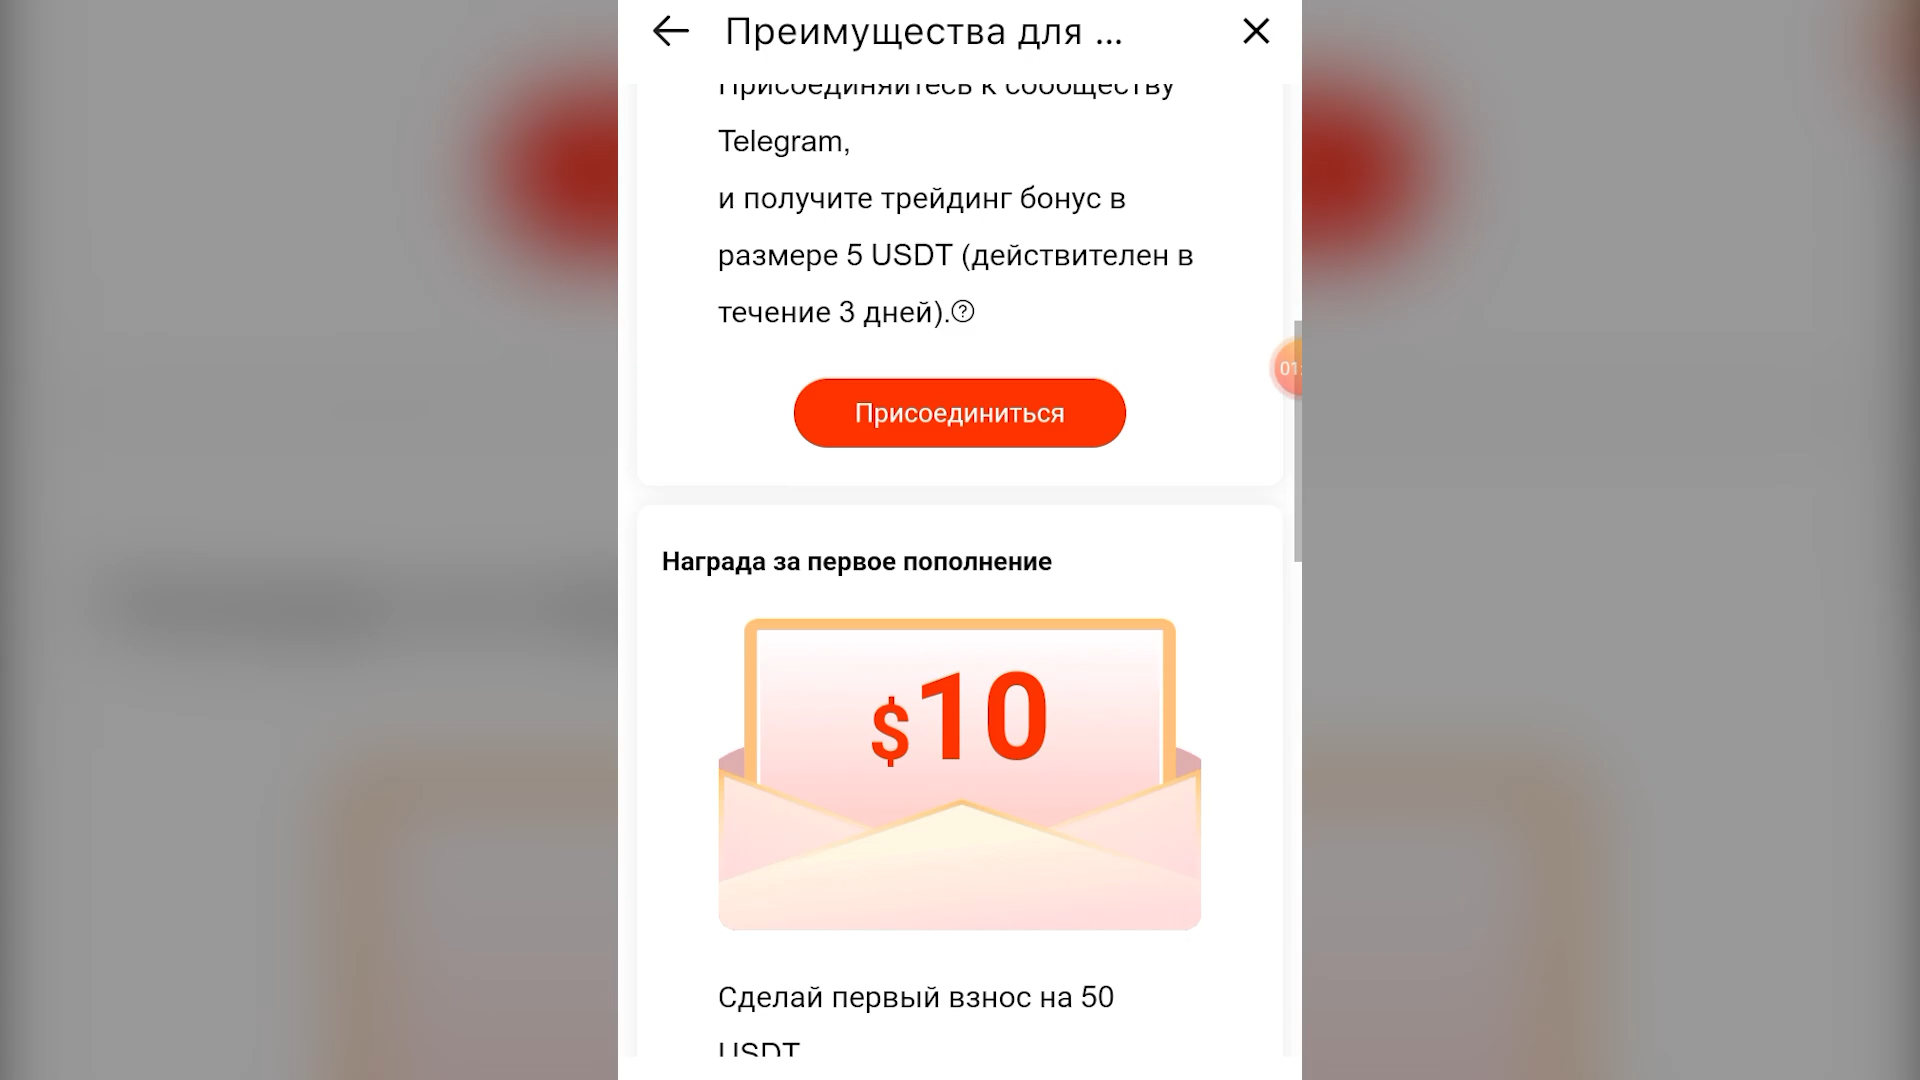 Преимущества для ...
Присоединяйтесь к сообществу
Telegram,
и получите трейдинг бонус в
размере 5 USDT (действителен в
течение 3 дней).?
01:
Присоединиться
Награда за первое пополнение
$10
Сделай первый взнос на 50
USDT